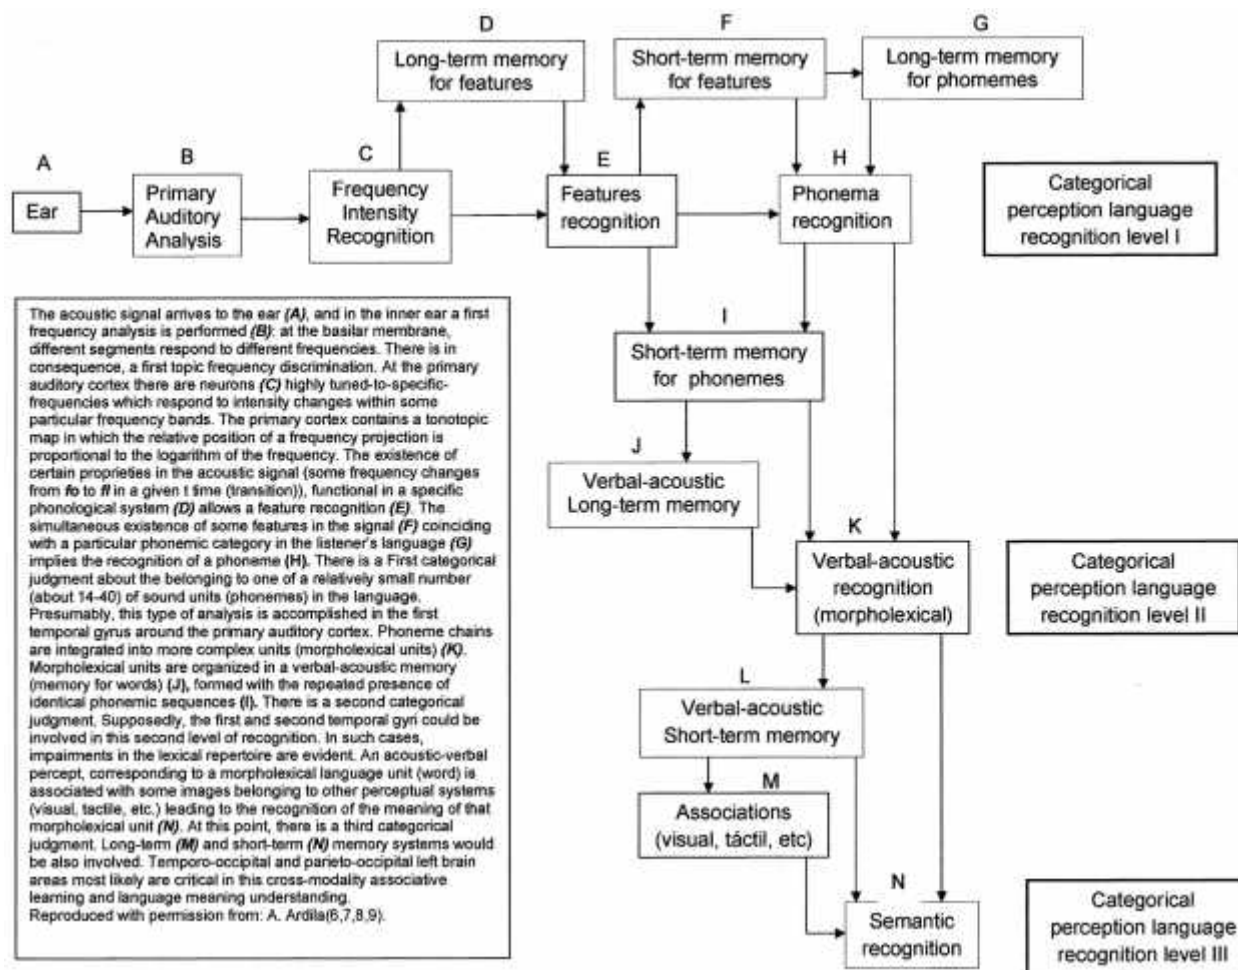 D
Long-term memory
for features
F
Short-term memory
for features
G
Long-term memory
for phomemes
A
Ear
B
Primary
Auditory
Analysis
C
Frequency
Intensity
Recognition
E
Features
recognition
H
Phonema
recognition
Categorical
perception language
recognition level I
The acoustic signal arrives to the ear (A), and in the inner ear a first
frequency analysis is performed (B): at the basilar membrane,
different segments respond to different frequencies. There is in
consequence, a first topic frequency discrimination. At the primary
auditory cortex there are neurons (C) highly tuned-to-specific-
frequencies which respond to intensity changes within some
particular frequency bands. The primary cortex contains a tonotopic
map in which the relative position of a frequency projection is
proportional to the logarithm of the frequency. The existence of
certain proprieties in the acoustic signal (some frequency changes
from fo to fl in a given t time (transition)), functional in a specific
phonological system (D) allows a feature recognition (E). The
simultaneous existence of some features in the signal (F) coinciding
with a particular phonemic category in the listener's language (G)
implies the recognition of a phoneme (H). There is a First categorical
judgment about the belonging to one of a relatively small number
(about 14-40) of sound units (phonemes) in the language.
Presumably, this type of analysis is accomplished in the first
temporal gyrus around the primary auditory cortex. Phoneme chains
are integrated into more complex units (morpholexical units) (K).
Morpholexical units are organized in a verbal-acoustic memory
(memory for words) (J), formed with the repeated presence of
identical phonemic sequences (I). There is a second categorical
judgment. Supposedly, the first and second temporal gyri could be
involved in this second level of recognition. In such cases,
impairments in the lexical repertoire are evident. An acoustic-verbal
percept, corresponding to a morpholexical language unit (word) is
associated with some images belonging to other perceptual systems
(visual, tactile, etc.) leading to the recognition of the meaning of that
morpholexical unit (N). At this point, there is a third categorical
judgment. Long-term (M) and short-term (N) memory systems would
be also involved. Temporo-occipital and parieto-occipital left brain
areas most likely are critical in this cross-modality associative
learning and language meaning understanding.
Reproduced with permission from: A. Ardila(6,7,8,9).
I
Short-term memory
for phonemes
J
Verbal-acoustic
Long-term memory
K
Verbal-acoustic
recognition
(morpholexical)
Categorical
perception language
recognition level II
L
Verbal-acoustic
Short-term memory
M
Associations
(visual, táctil, etc)
N
Semantic
recognition
Categorical
perception language
recognition level III